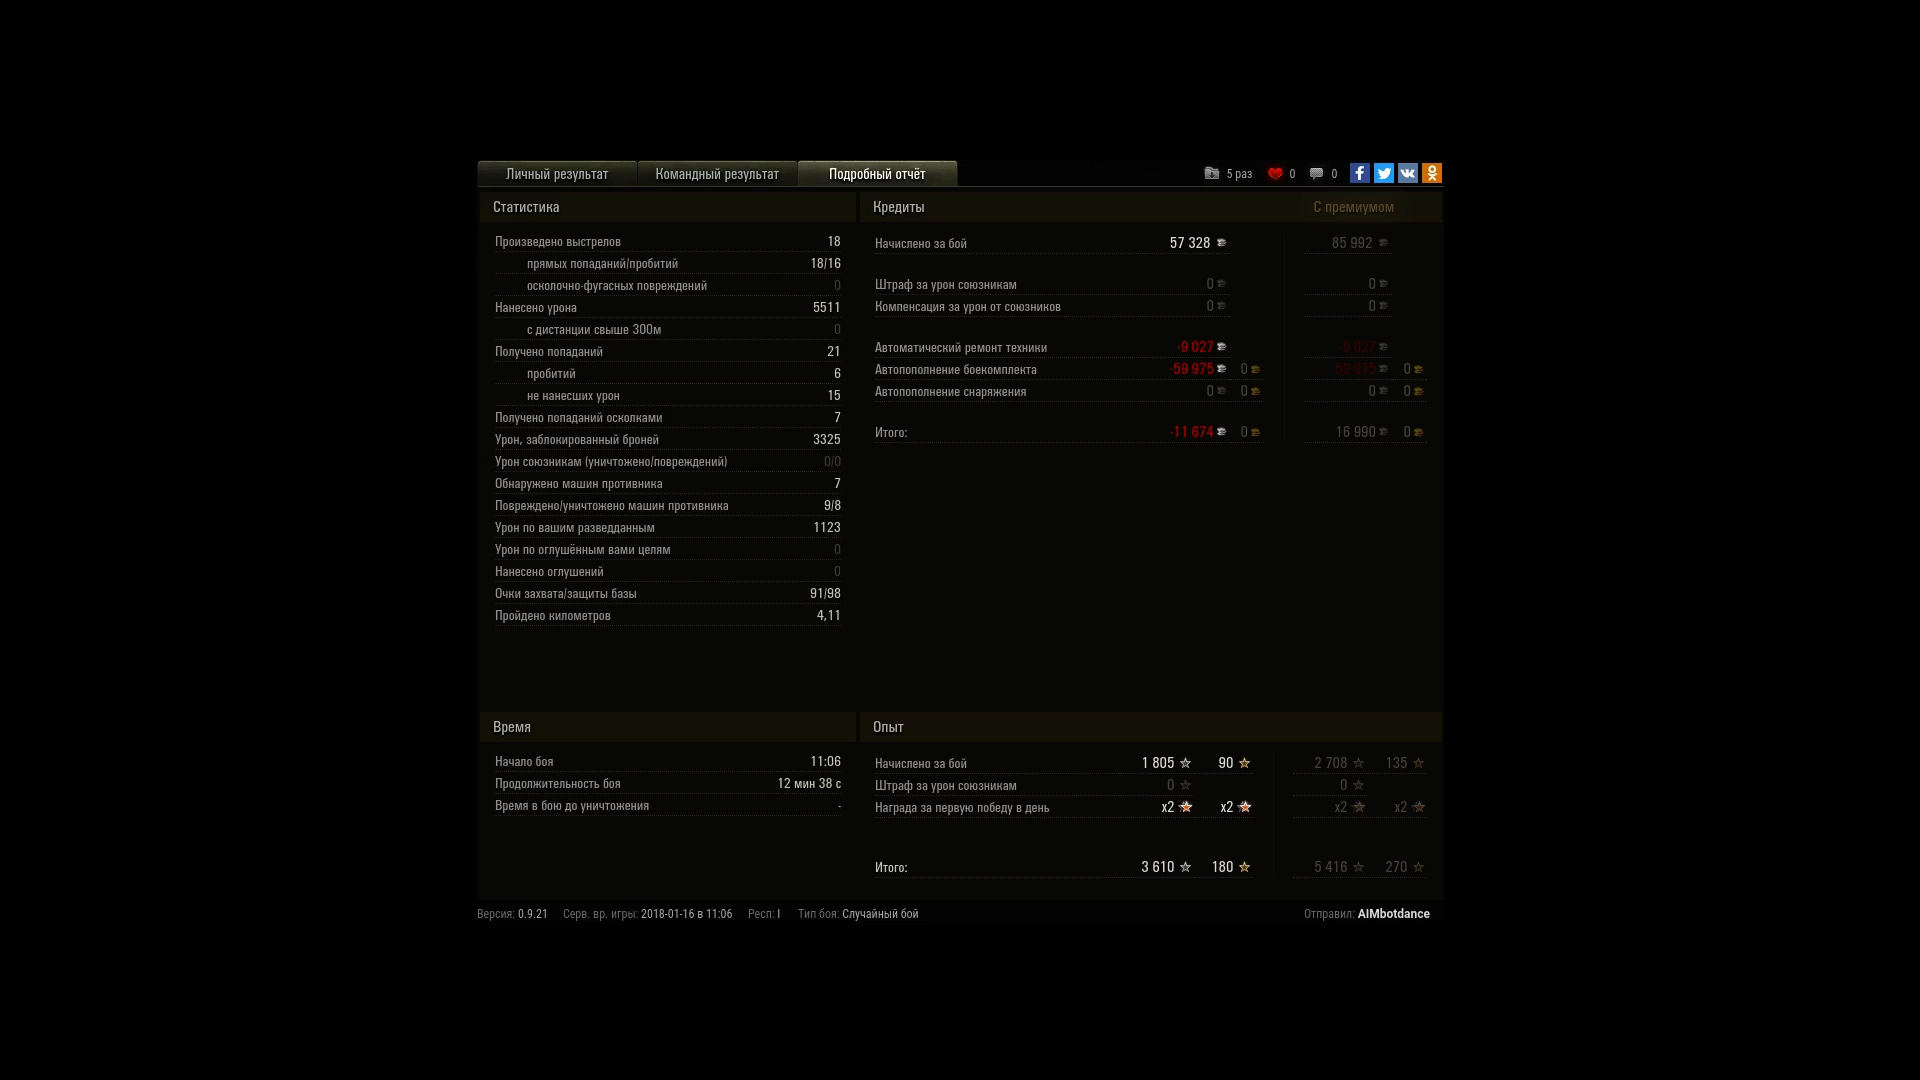 Личный результат Командный результат Подробный отчёт 5 раз 0 0
Статистика
Произведено выстрелов 18
прямых попаданий/пробитий 18/16
осколочно-фугасных повреждений 0
Нанесено урона 5511
с дистанции свыше 300м 0
Получено попаданий 21
пробитий 6
не нанесших урон 15
Получено попаданий осколками 7
Урон, заблокированный броней 3325
Урон союзникам (уничтожено/повреждений) 0/0
Обнаружено машин противника 7
Повреждено/уничтожено машин противника 9/8
Урон по вашим разведданным 1123
Урон по оглушённым вами целям 0
Нанесено оглушений 0
Очки захвата/защиты базы 91/98
Пройдено километров 4,11
Кредиты С премиумом
Начислено за бой 57 328 85 992
Штраф за урон союзникам 0 0
Компенсация за урон от союзников 0 0
Автоматический ремонт техники -9 027 -9 027
Автопополнение боекомплекта -59 975 0 -59 975 0
Автопополнение снаряжения 0 0 0 0
Итого: -11 674 0 16 990 0
Время
Начало боя 11:06
Продолжительность боя 12 мин 38 с
Время в бою до уничтожения -
Опыт
Начислено за бой 1 805 90 2 708 135
Штраф за урон союзникам 0 0
Награда за первую победу в день x2 x2 x2 x2
Итого: 3 610 180 5 416 270
Версия: 0.9.21 Серв. вр. игры: 2018-01-16 в 11:06 Респ: I Тип боя: Случайный бой Отправил: AIMbotdance